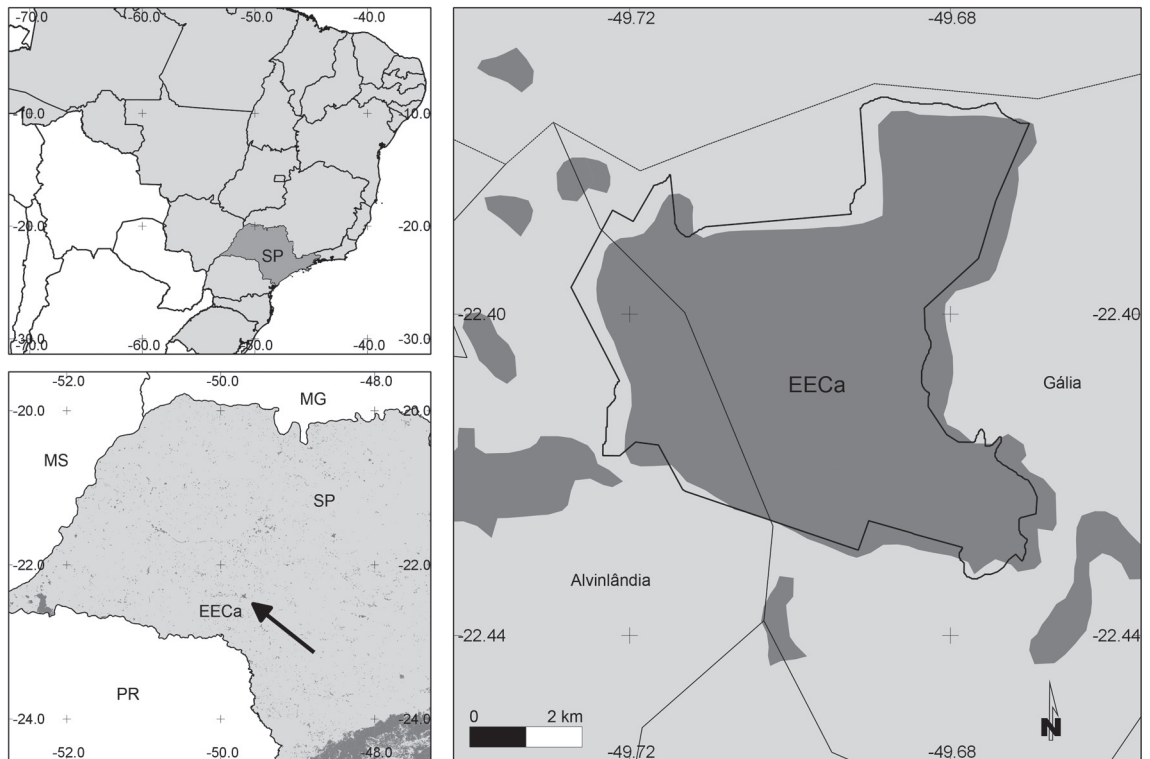 -70.0 -60.0 -50.0 -40.0
-10.0 -10.0
-20.0 -20.0
SP
-30.0 -30.0
-70.0 -60.0 -50.0 -40.0
-52.0 -50.0 -48.0
MG
-20.0 -20.0
MS
SP
-22.0 -22.0
EECa
PR
-24.0 -24.0
-52.0 -50.0 -48.0
-49.72 -49.68
-22.40 -22.40
EECa
Gália
Alvinlândia
-22.44 -22.44
0 2 km
N
-49.72 -49.68